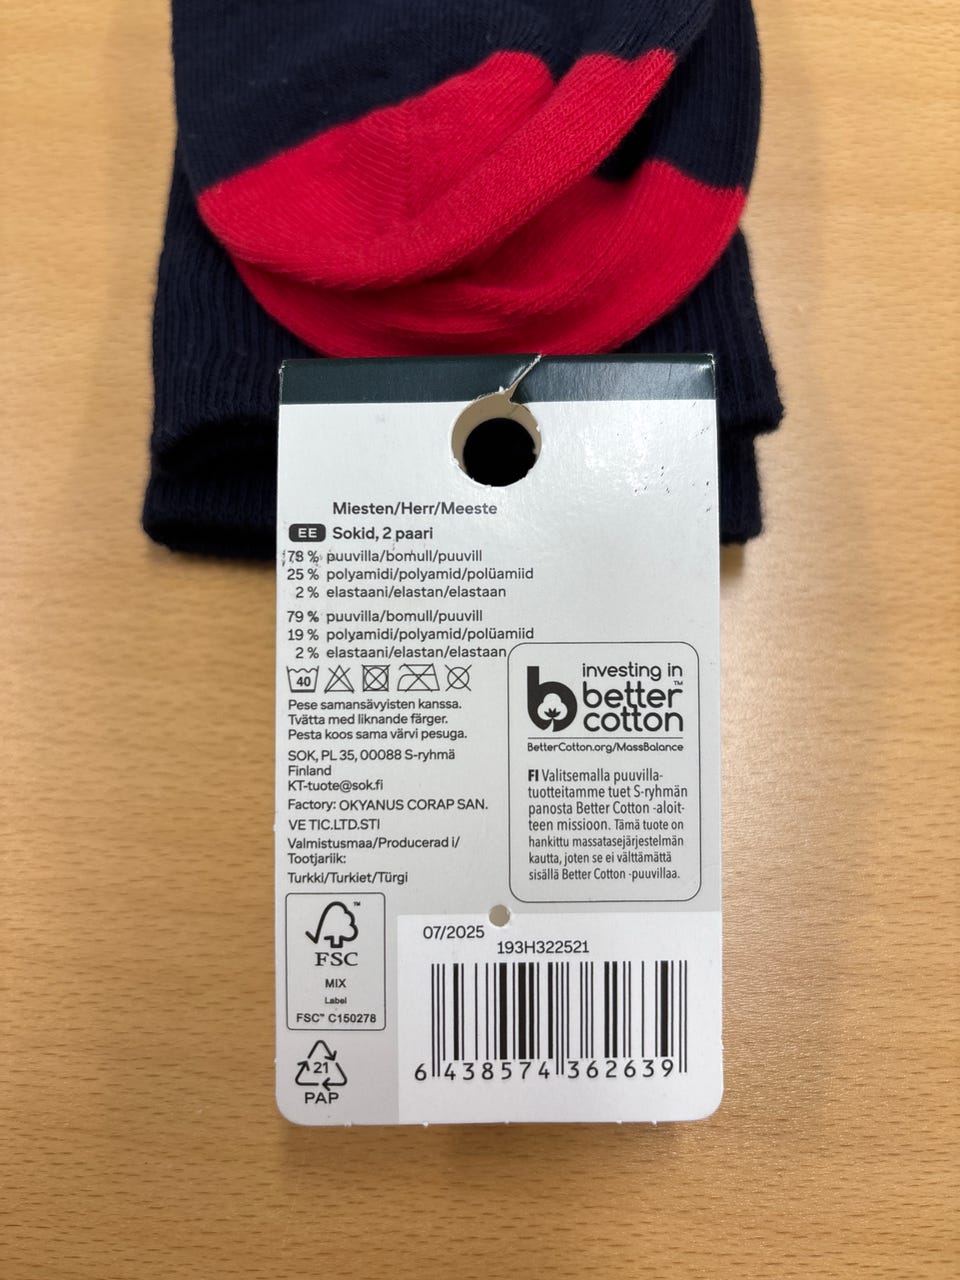 Miesten/Herr/Meeste
EE Sokid, 2 paari
73 % puuvilla/bomull/puuvill
25 % polyamidi/polyamid/polüamiid
2 % elastaani/elastan/elastaan
79 % puuvilla/bomull/puuvill
19 % polyamidi/polyamid/polüamiid
2 % elastaani/elastan/elastaan
40
Pese samansävyisten kanssa.
Tvätta med liknande färger.
Pesta koos sama värvi pesuga.
SOK, PL 35, 00088 S-ryhmä
Finland
KT-tuote@sok.fi
Factory: OKYANUS CORAP SAN.
VE TIC.LTD.STI
Valmistusmaa/Producerad i/
Tootjariik:
Turkki/Turkiet/Türgi
investing in
better™
cotton
BetterCotton.org/MassBalance
FI Valitsemalla puuvilla-
tuotteitamme tuet S-ryhmän
panosta Better Cotton -aloit-
teen missioon. Tämä tuote on
hankittu massatasejärjestelmän
kautta, joten se ei välttämättä
sisällä Better Cotton -puuvillaa.
™
FSC
MIX
Label
FSC™ C150278
21
PAP
07/2025
193H322521
6 438574 362639